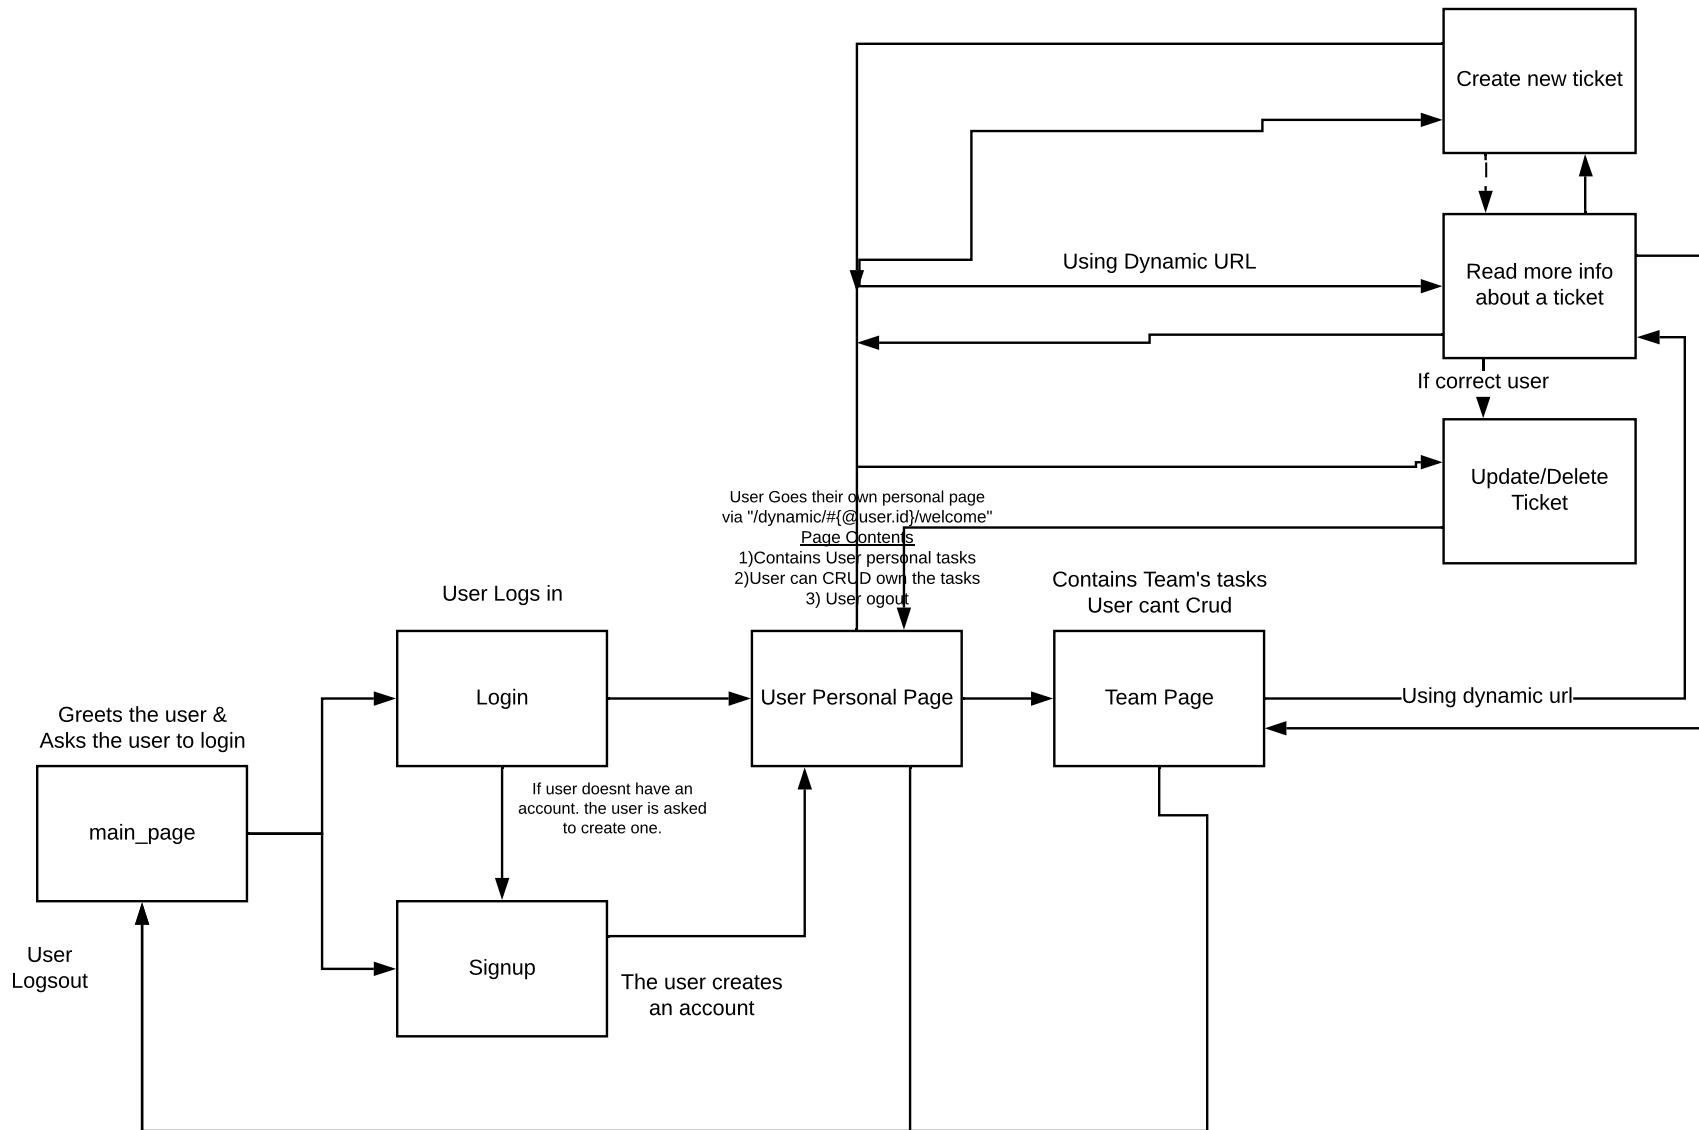 Create new ticket
Using Dynamic URL
Read more info
about a ticket
If correct user
Update/Delete
Ticket
User Goes their own personal page
via "/dynamic/#{@user.id}/welcome"
Page Contents
1)Contains User personal tasks
2)User can CRUD own the tasks
3) User ogout
Contains Team's tasks
User cant Crud
User Logs in
Login
User Personal Page
Team Page
Using dynamic url
Greets the user &
Asks the user to login
main_page
If user doesnt have an
account. the user is asked
to create one.
Signup
User
Logsout
The user creates
an account